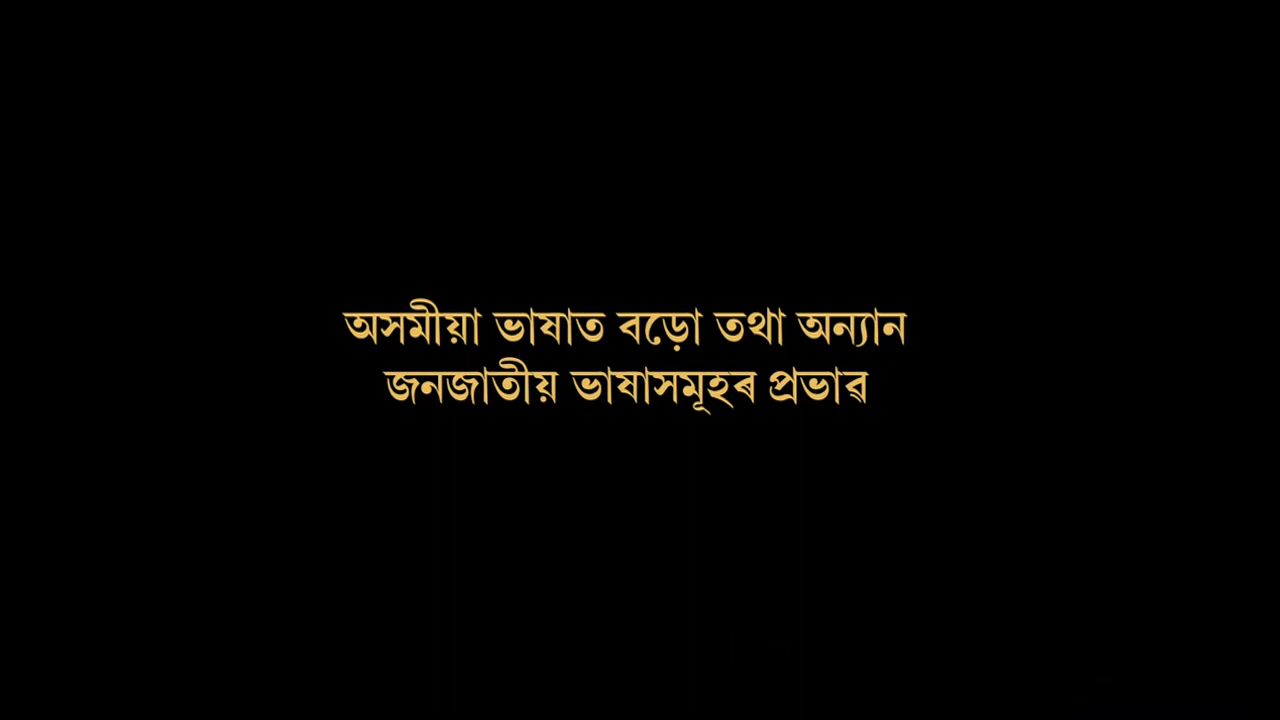 অসমীয়া ভাষাত বড়ো তথা অন্যান
জনজাতীয় ভাষাসমূহৰ প্ৰভাৱ